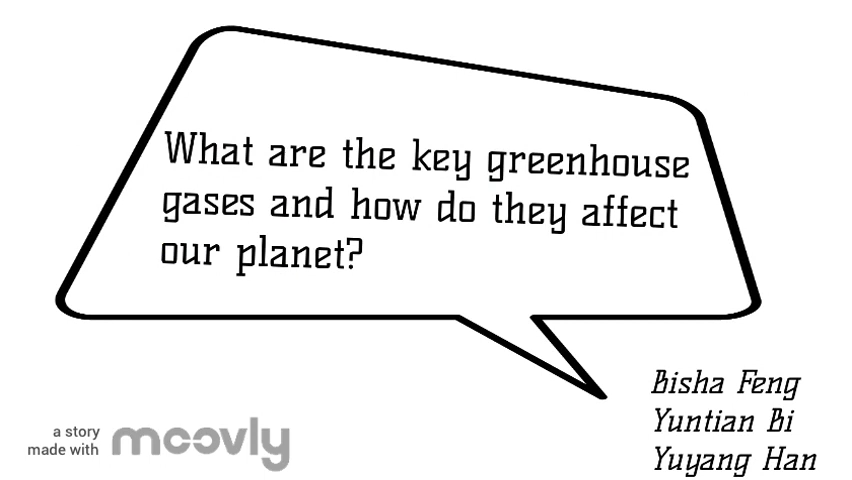 What are the key greenhouse
gases and how do they affect
our planet?
Bisha Feng
Yuntian Bi
Yuyang Han
a story
made with moovly